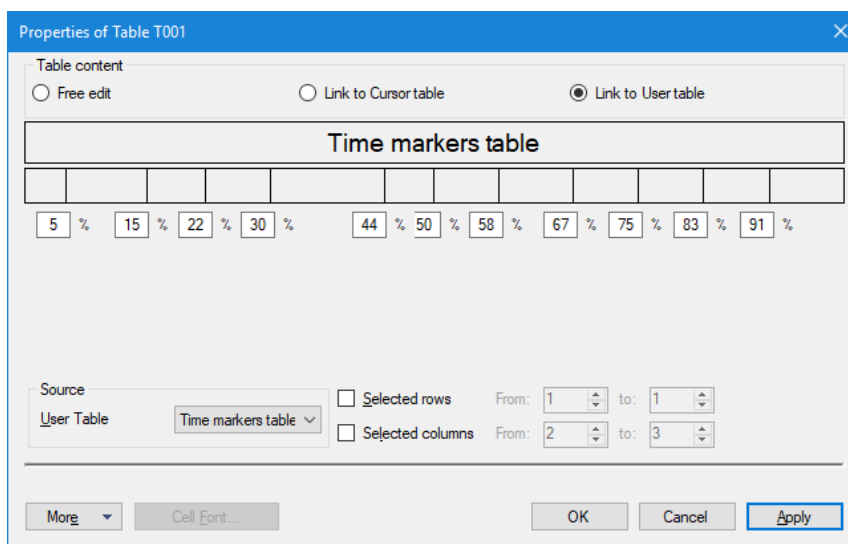 Properties of Table T001
Table content
Free edit Link to Cursor table Link to User table
Time markers table
5 % 15 % 22 % 30 % 44 % 50 % 58 % 67 % 75 % 83 % 91 %
Source
User Table Time markers table
Selected rows From: 1 to: 1
Selected columns From: 2 to: 3
More Cell Font... OK Cancel Apply